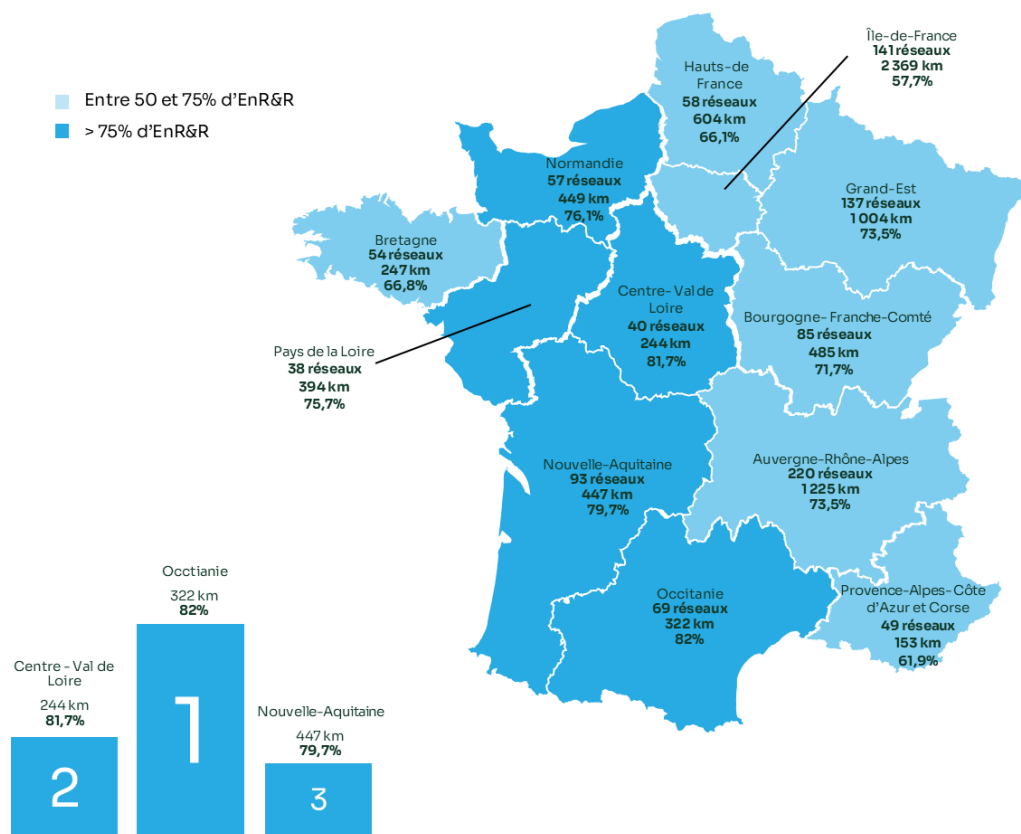 Île-de-France
141 réseaux
2 369 km
57,7%
Hauts-de
France
58 réseaux
604 km
66,1%
Entre 50 et 75% d'EnR&R
> 75% d'EnR&R
Normandie
57 réseaux
449 km
76,1%
Grand-Est
137 réseaux
1 004 km
73,5%
Bretagne
54 réseaux
247 km
66,8%
Centre-Val de
Loire
40 réseaux
244 km
81,7%
Bourgogne-Franche-Comté
85 réseaux
485 km
71,7%
Pays de la Loire
38 réseaux
394 km
75,7%
Nouvelle-Aquitaine
93 réseaux
447 km
79,7%
Auvergne-Rhône-Alpes
220 réseaux
1 225 km
73,5%
Occitanie
69 réseaux
322 km
82%
Provence-Alpes-Côte
d'Azur et Corse
49 réseaux
153 km
61,9%
Occtianie
322 km
82%
1
Centre - Val de
Loire
244 km
81,7%
2
Nouvelle-Aquitaine
447 km
79,7%
3